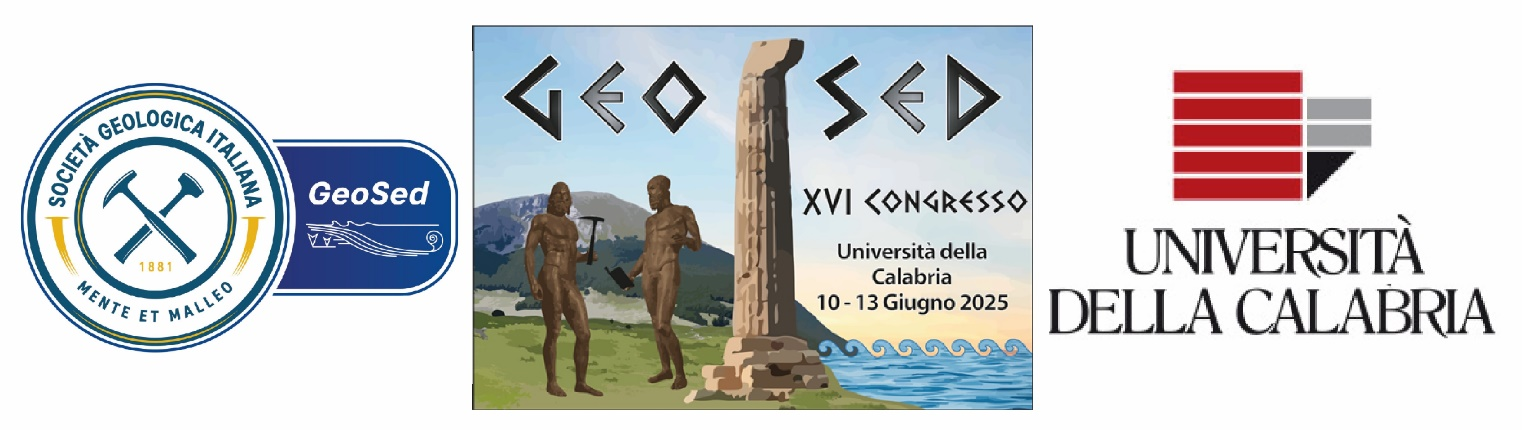 SOCIETÀ GEOLOGICA ITALIANA
1881
MENTE ET MALLEO
GeoSed
GEO SED
XVI CONGRESSO
Università della
Calabria
10 - 13 Giugno 2025
UNIVERSITÀ
DELLA CALABRIA